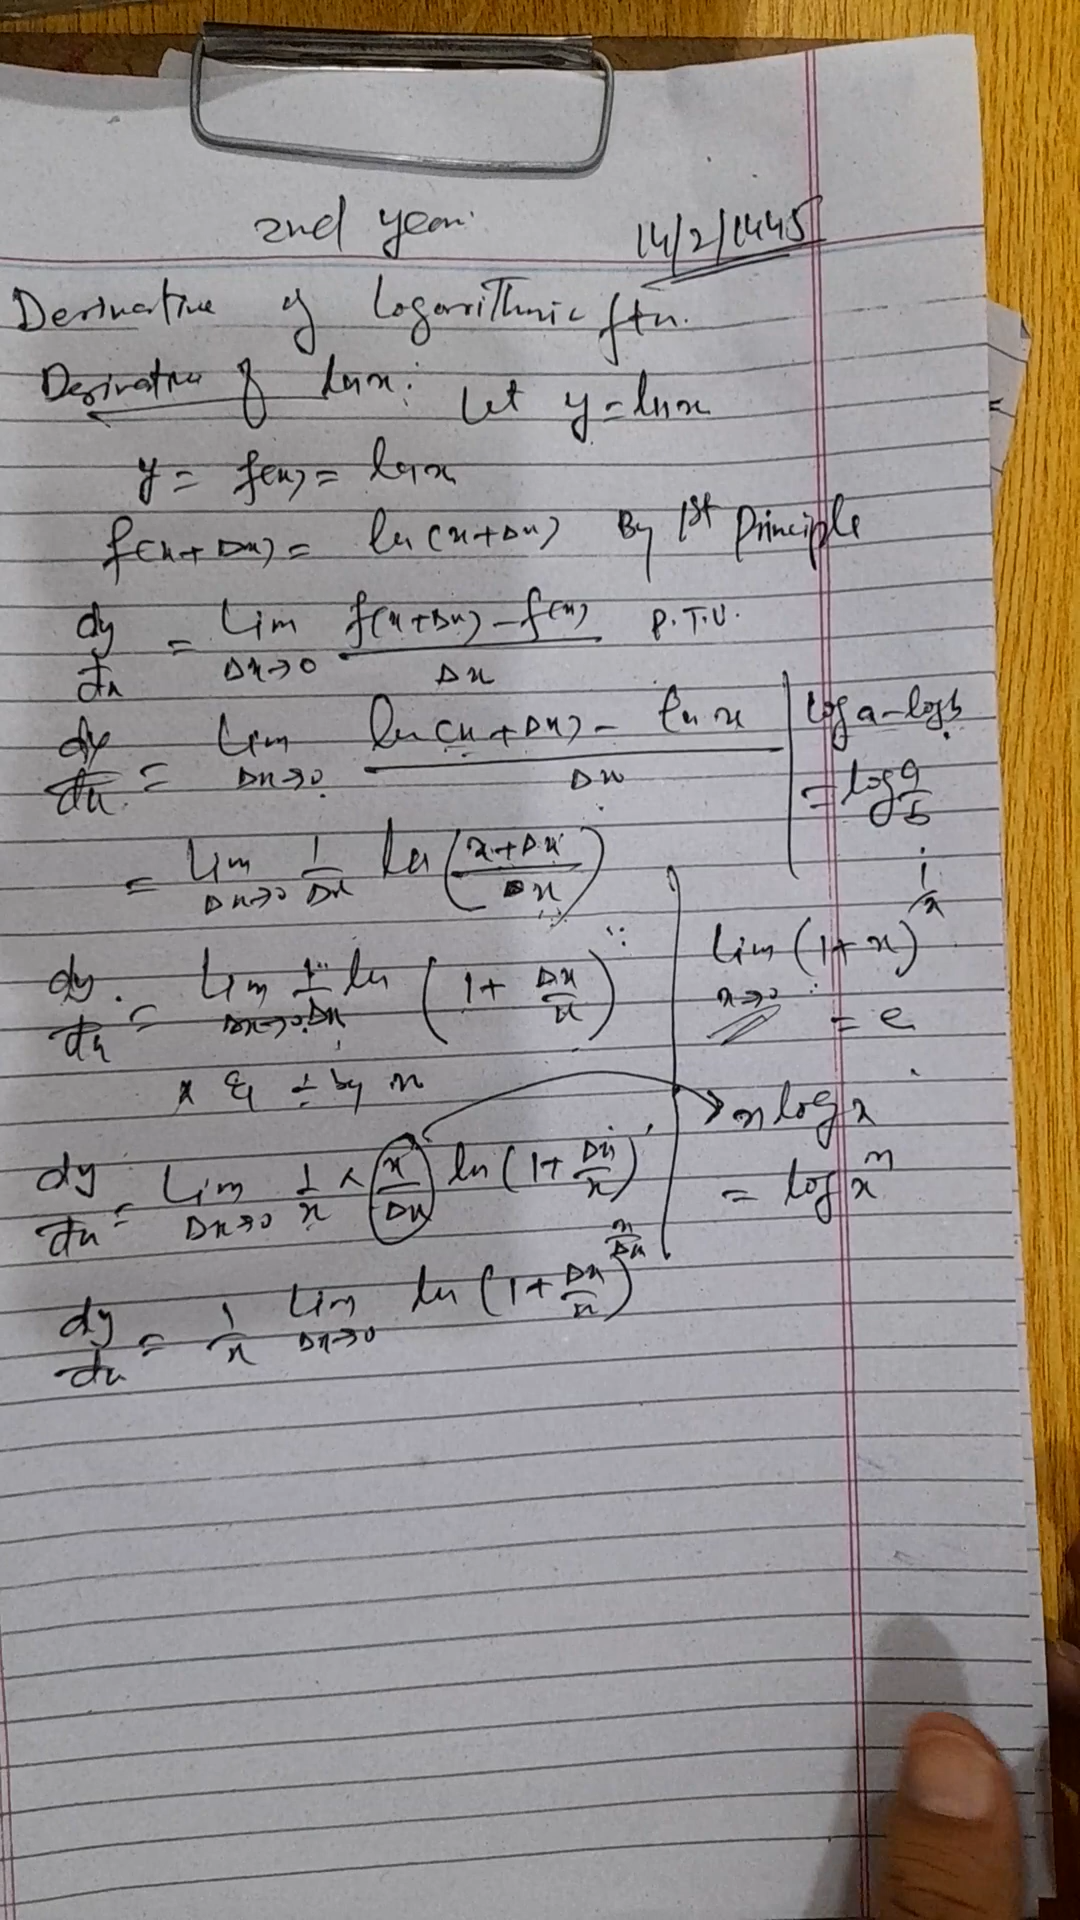 2nd year.
14/2/1445
Derivative of Logarithmic ftn.
Derivative of lnx: Let y = lnx
y = f(x) = lnx
f(x+Δx) = ln(x+Δx) By 1st Principle
dy/dx = Lim Δx→0 f(x+Δx) – f(x) / Δx P.T.V.
dy/dx = Lim Δx→0 ln(x+Δx) – lnx / Δx
log a – log b
= log a/b
= Lim Δx→0 1/Δx ln(x+Δx / x)
dy/dx = Lim Δx→0 1/Δx ln(1 + Δx/x)
Lim x→0 (1+x)^1/x
= e
x & ÷ by x
dy/dx = Lim Δx→0 1/x × (x/Δx) ln(1 + Δx/x)
n log x
= log x^n
dy/dx = 1/x Lim Δx→0 ln(1 + Δx/x)^x/Δx